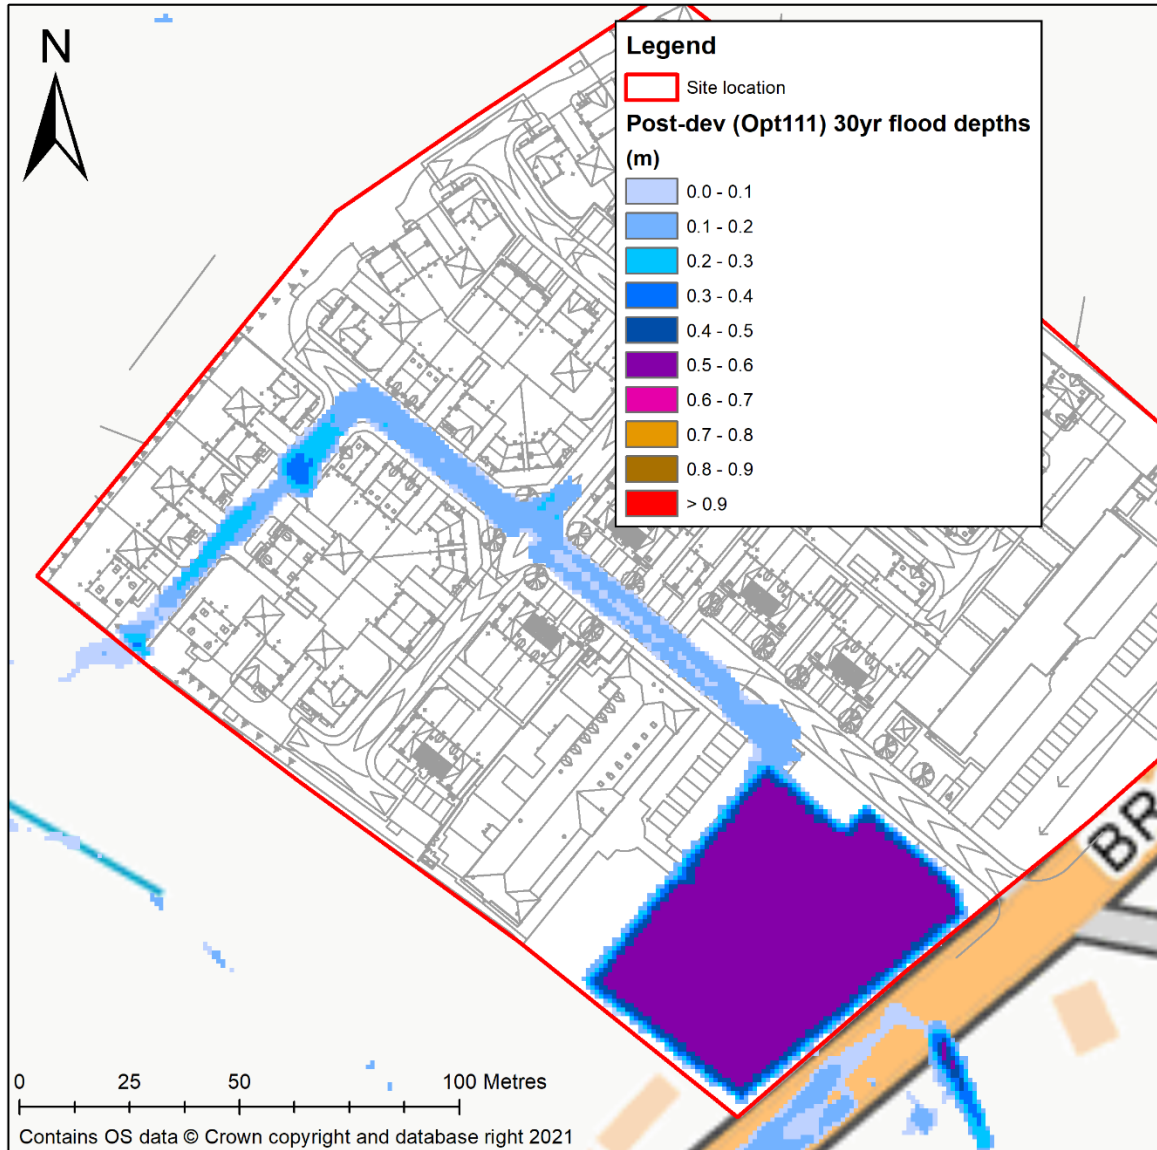 N
Legend
Site location
Post-dev (Opt111) 30yr flood depths
(m)
0.0 - 0.1
0.1 - 0.2
0.2 - 0.3
0.3 - 0.4
0.4 - 0.5
0.5 - 0.6
0.6 - 0.7
0.7 - 0.8
0.8 - 0.9
> 0.9
BR
0 25 50 100 Metres
Contains OS data © Crown copyright and database right 2021